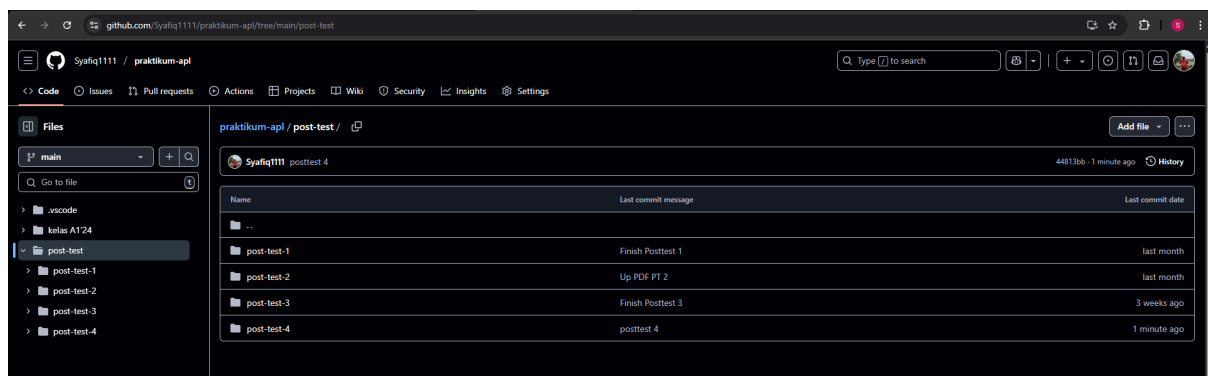 github.com/Syafiq1111/praktikum-apl/tree/main/post-test
S
Syafiq1111 / praktikum-apl
Type / to search
Code Issues Pull requests Actions Projects Wiki Security Insights Settings
Files
praktikum-apl / post-test /
Add file
main
Syafiq1111 posttest 4
44813bb · 1 minute ago History
Go to file
t
Name Last commit message Last commit date
.vscode
kelas A1'24
post-test
post-test-1
post-test-2
post-test-3
post-test-4
..
post-test-1 Finish Posttest 1 last month
post-test-2 Up PDF PT 2 last month
post-test-3 Finish Posttest 3 3 weeks ago
post-test-4 posttest 4 1 minute ago